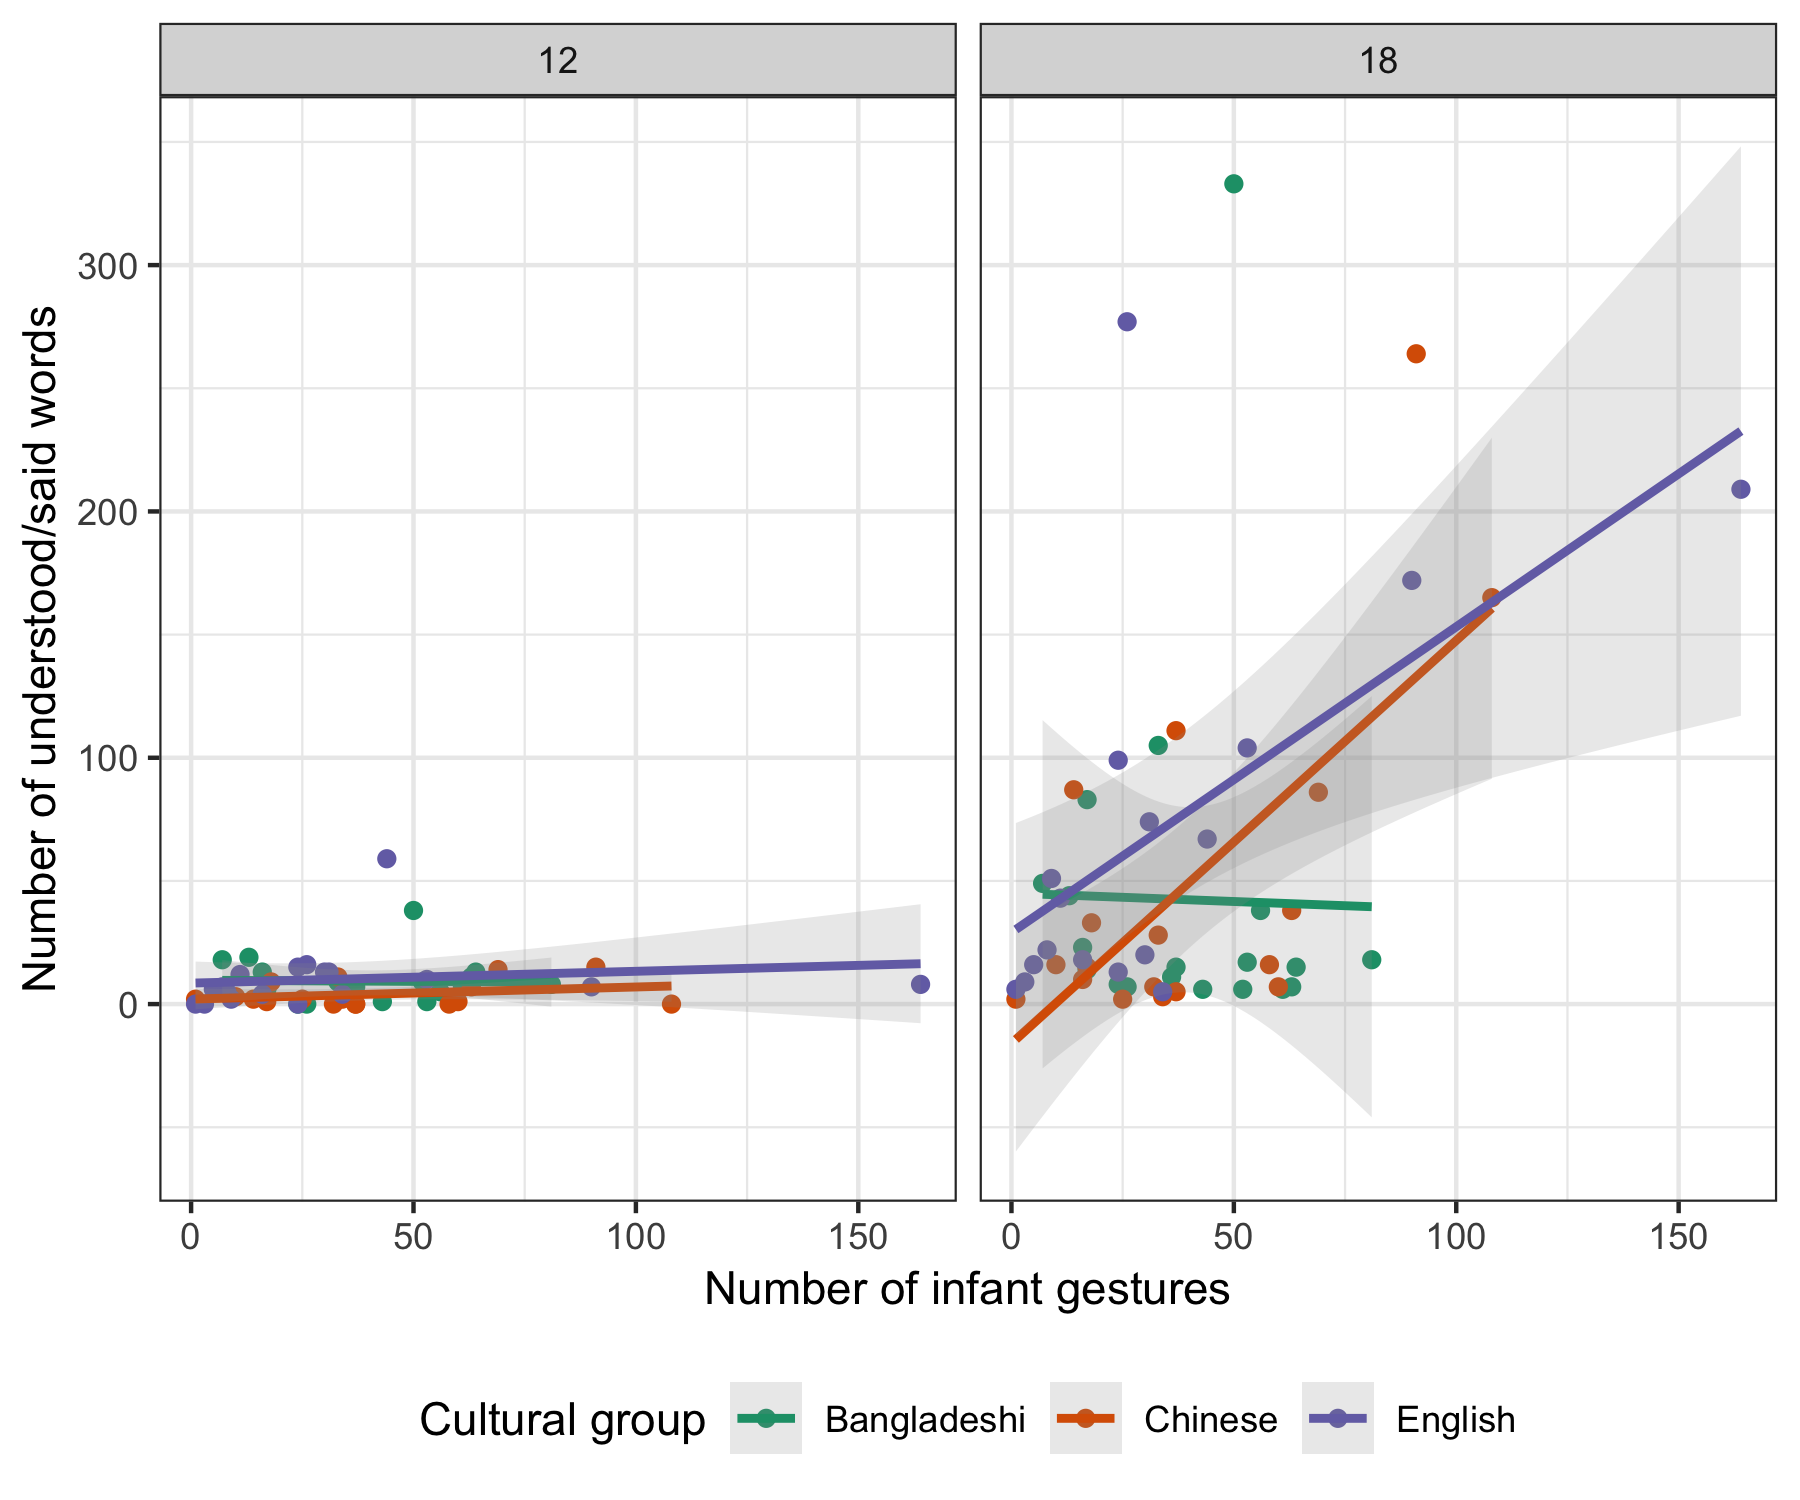 12
18
300
200
100
0
Number of understood/said words
0 50 100 150
0 50 100 150
Number of infant gestures
Cultural group Bangladeshi Chinese English